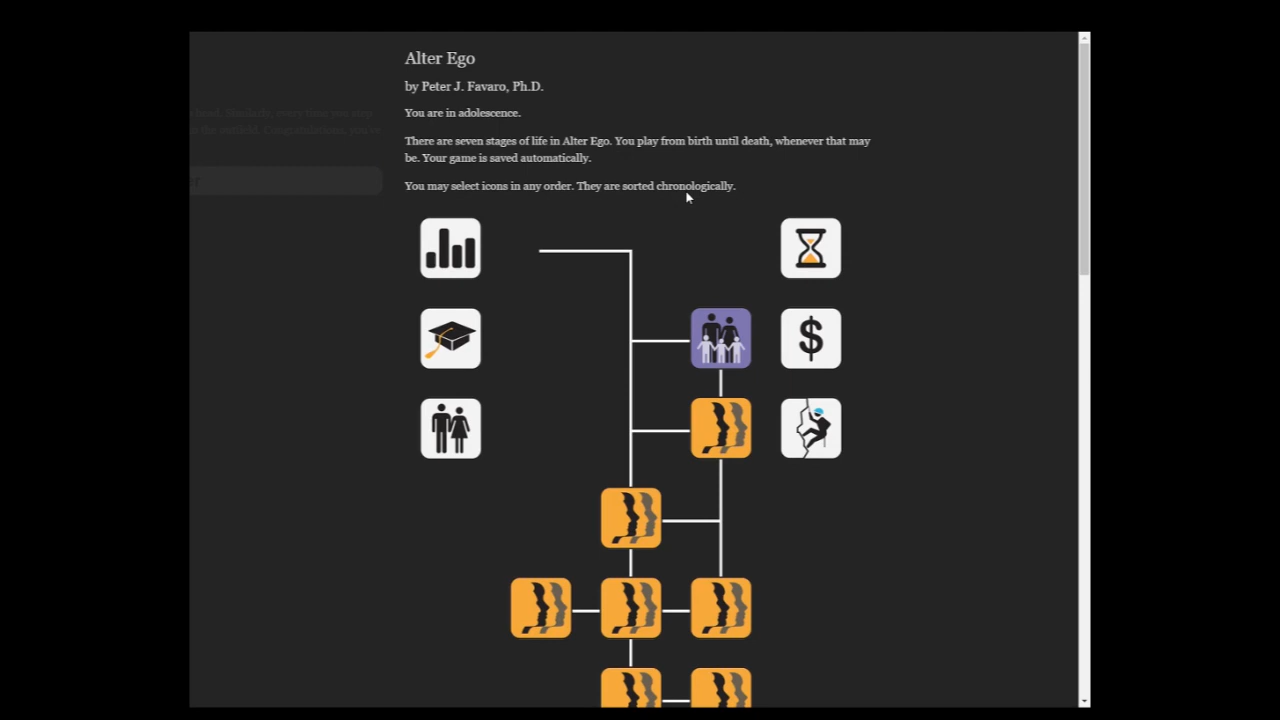 Alter Ego
by Peter J. Favaro, Ph.D.
You are in adolescence.
There are seven stages of life in Alter Ego. You play from birth until death, whenever that may
be. Your game is saved automatically.
You may select icons in any order. They are sorted chronologically.
$